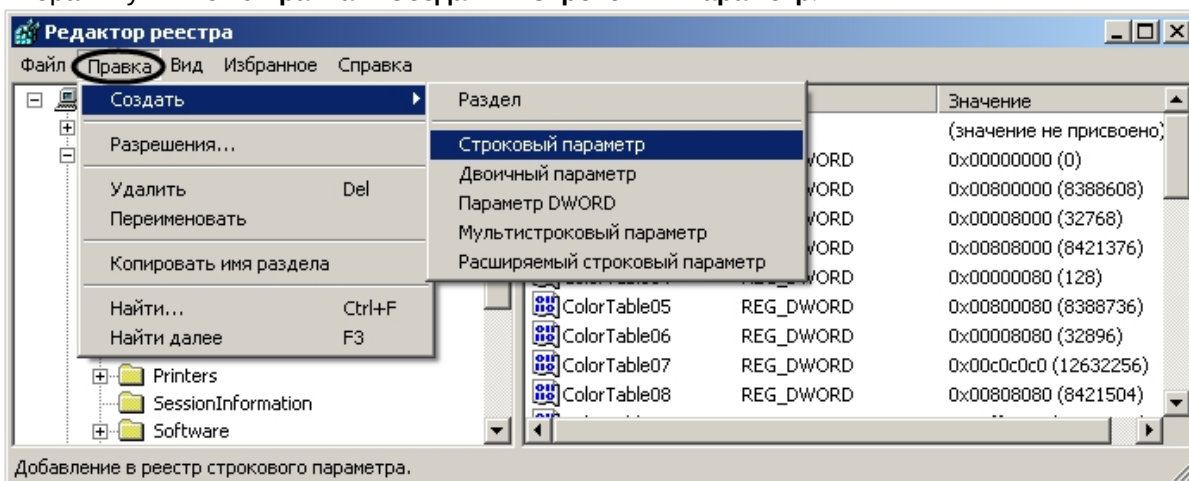 Редактор реестра
Файл Правка Вид Избранное Справка
Создать
Разрешения...
Удалить Del
Переименовать
Копировать имя раздела
Найти... Ctrl+F
Найти далее F3
Раздел
Строковый параметр
Двоичный параметр
Параметр DWORD
Мультистроковый параметр
Расширяемый строковый параметр
Значение
(значение не присвоено)
0x00000000 (0)
0x00800000 (8388608)
0x00008000 (32768)
0x00808000 (8421376)
0x00000080 (128)
ColorTable05 REG_DWORD 0x00800080 (8388736)
ColorTable06 REG_DWORD 0x00008080 (32896)
ColorTable07 REG_DWORD 0x00c0c0c0 (12632256)
ColorTable08 REG_DWORD 0x00808080 (8421504)
Printers
SessionInformation
Software
Добавление в реестр строкового параметра.